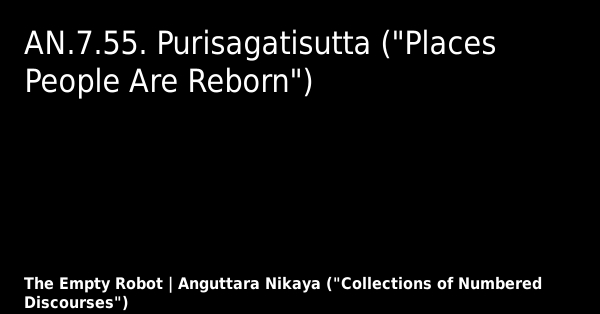 AN.7.55. Purisagatisutta ("Places
People Are Reborn")
The Empty Robot | Anguttara Nikaya ("Collections of Numbered
Discourses")